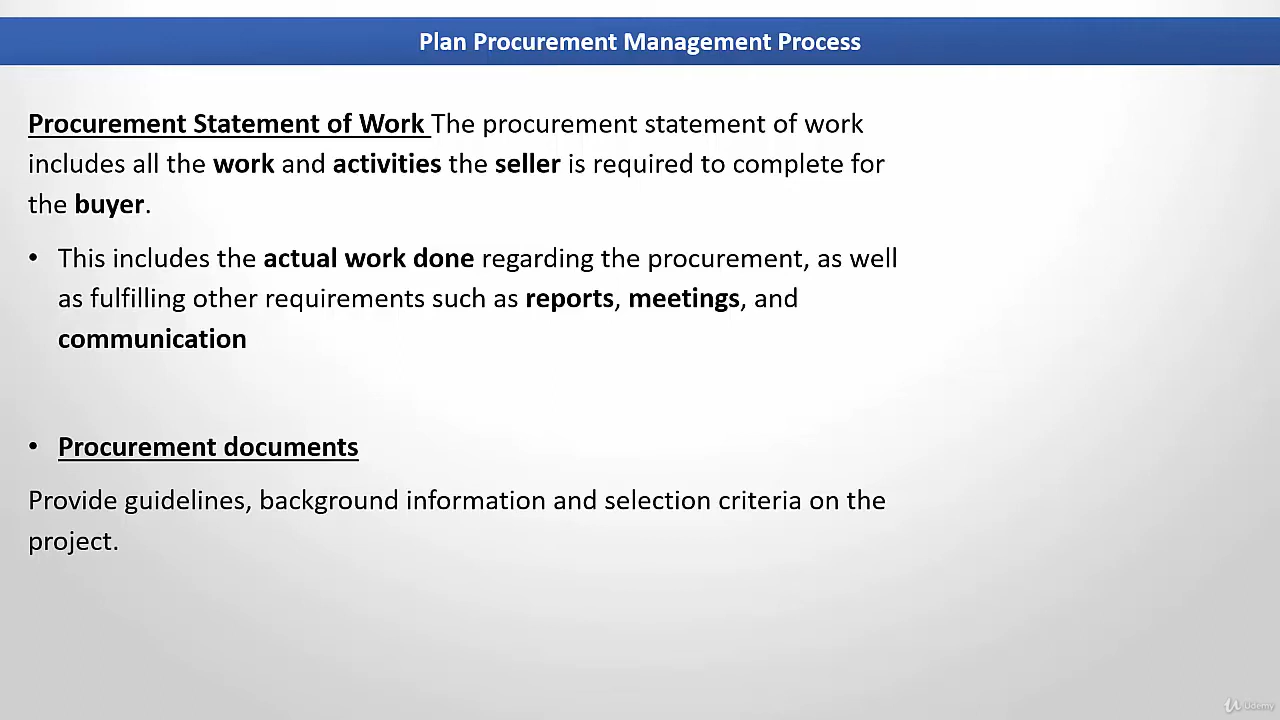 Plan Procurement Management Process
Procurement Statement of Work The procurement statement of work
includes all the work and activities the seller is required to complete for
the buyer.
• This includes the actual work done regarding the procurement, as well
as fulfilling other requirements such as reports, meetings, and
communication
• Procurement documents
Provide guidelines, background information and selection criteria on the
project.
Udemy